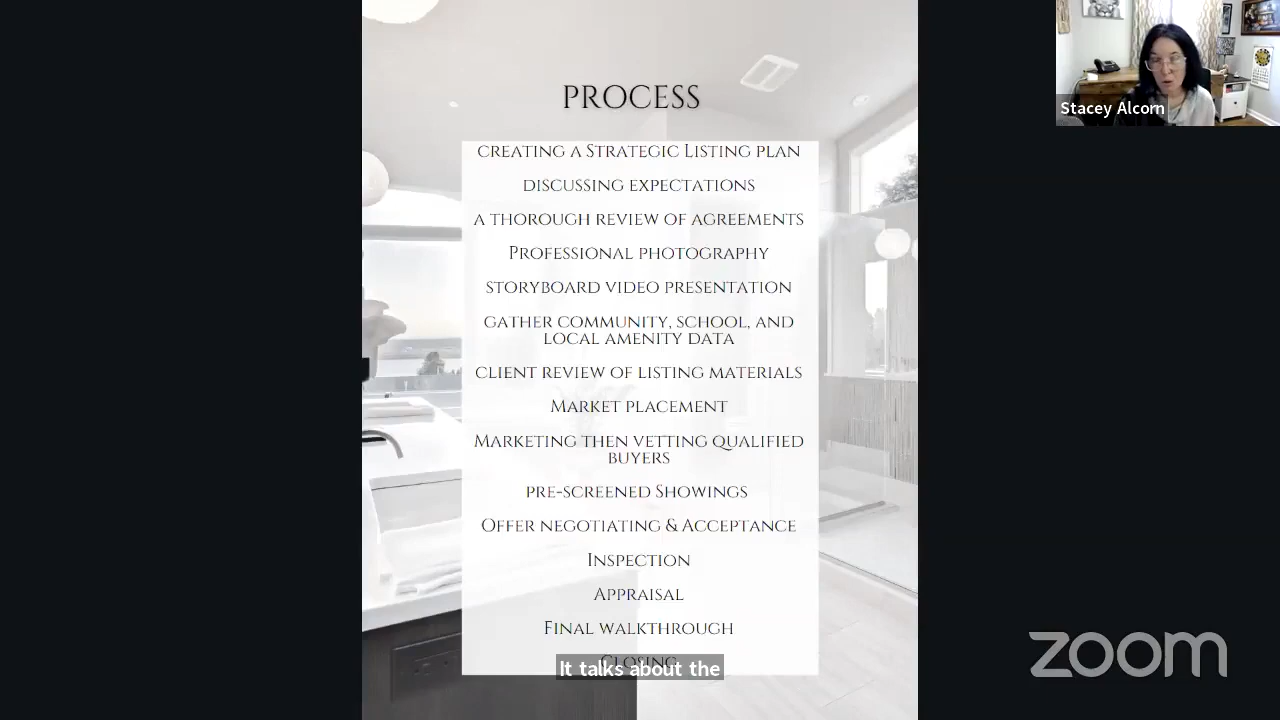 PROCESS
CREATING A STRATEGIC LISTING PLAN
DISCUSSING EXPECTATIONS
A THOROUGH REVIEW OF AGREEMENTS
PROFESSIONAL PHOTOGRAPHY
STORYBOARD VIDEO PRESENTATION
GATHER COMMUNITY, SCHOOL, AND
LOCAL AMENITY DATA
CLIENT REVIEW OF LISTING MATERIALS
MARKET PLACEMENT
MARKETING THEN VETTING QUALIFIED
BUYERS
PRE-SCREENED SHOWINGS
OFFER NEGOTIATING & ACCEPTANCE
INSPECTION
APPRAISAL
FINAL WALKTHROUGH
CLOSING
It talks about the
Stacey Alcorn
zoom